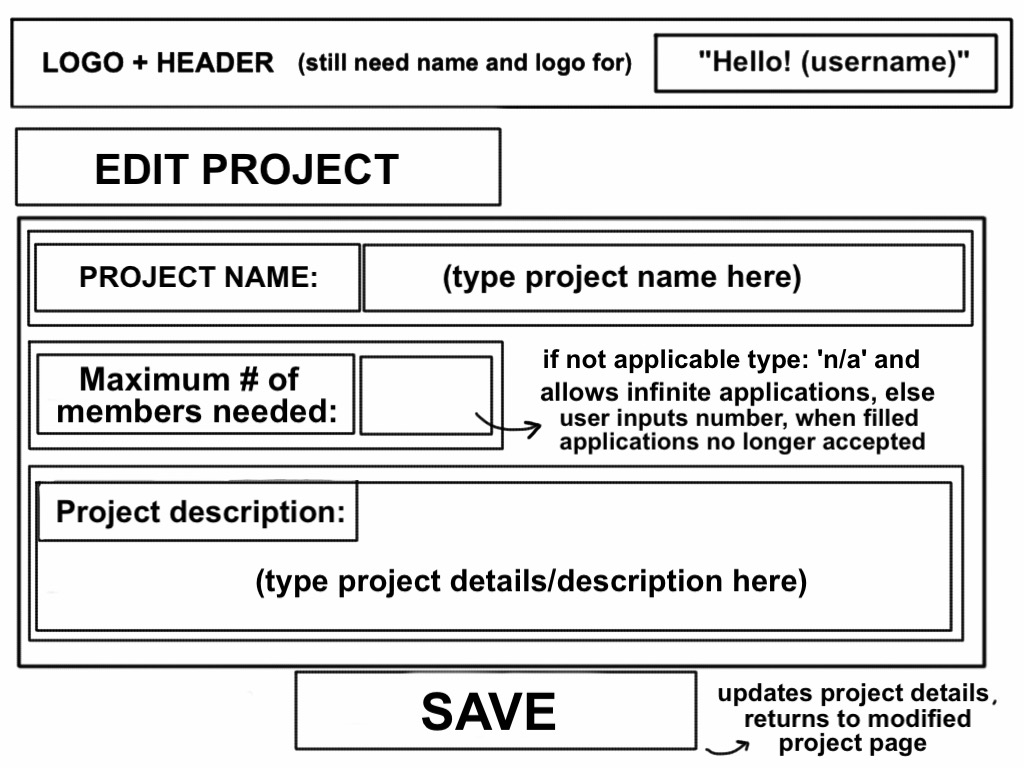 LOGO + HEADER (still need name and logo for) "Hello! (username)"
EDIT PROJECT
PROJECT NAME: (type project name here)
Maximum # of
members needed:
if not applicable type: 'n/a' and
allows infinite applications, else
user inputs number, when filled
applications no longer accepted
Project description:
(type project details/description here)
SAVE
updates project details,
returns to modified
project page